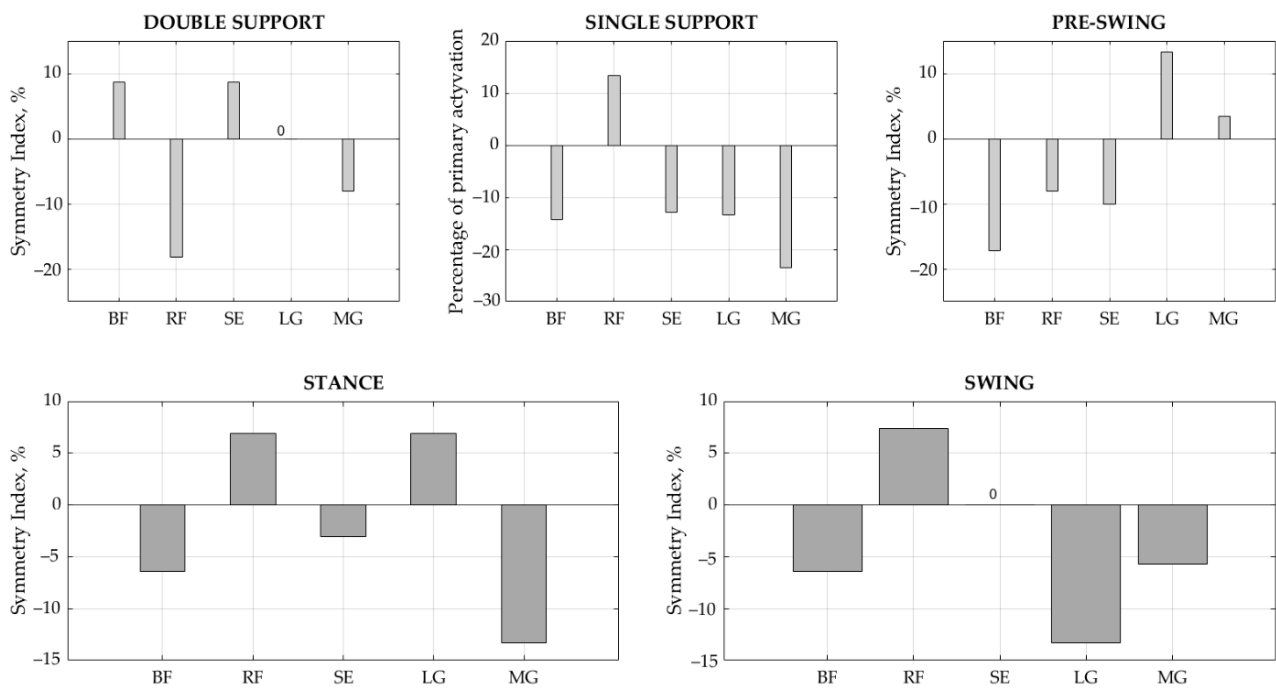 DOUBLE SUPPORT
Symmetry Index, %
10
0
−10
−20
0
BF RF SE LG MG
SINGLE SUPPORT
Percentage of primary actyvation
20
10
0
−10
−20
−30
BF RF SE LG MG
PRE-SWING
Symmetry Index, %
10
0
−10
−20
BF RF SE LG MG
STANCE
Symmetry Index, %
10
5
0
−5
−10
−15
BF RF SE LG MG
SWING
Symmetry Index, %
10
5
0
−5
−10
−15
0
BF RF SE LG MG